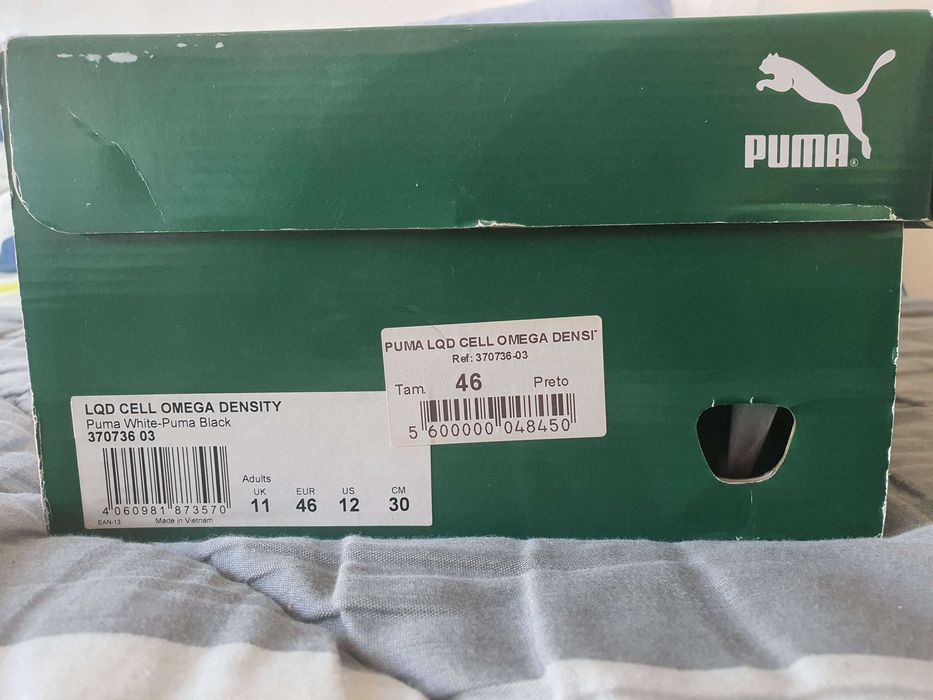 PUMA®
PUMA LQD CELL OMEGA DENSI
Ref: 370736-03
Tam. 46 Preto
5 600000 048450
LQD CELL OMEGA DENSITY
Puma White-Puma Black
370736 03
Adults
UK EUR US CM
11 46 12 30
4 060981 873570
EAN-13 Made in Vietnam